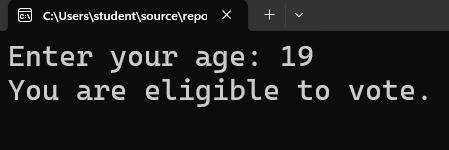 C:\Users\student\source\repo
Enter your age: 19
You are eligible to vote.